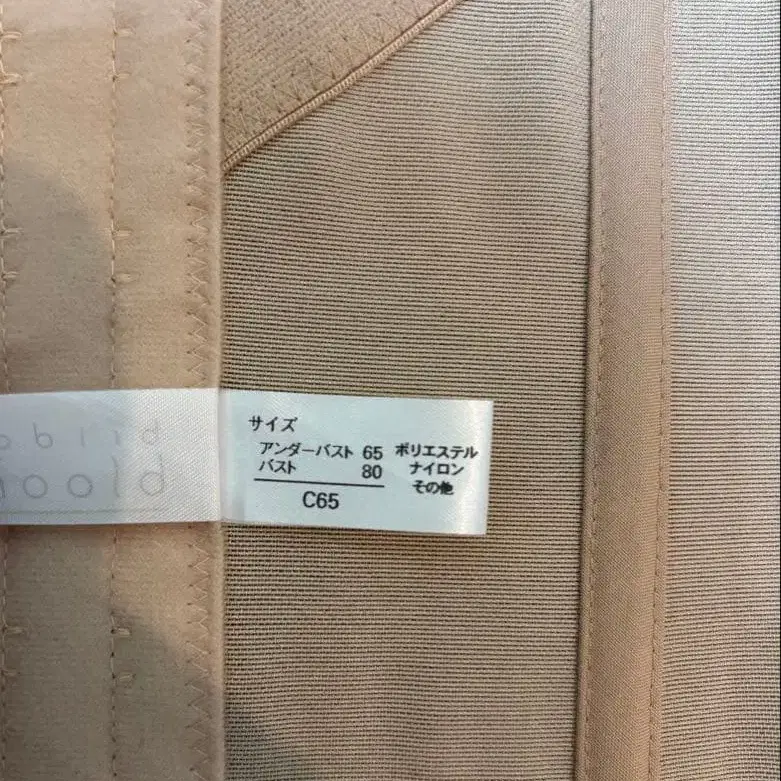 サイズ
アンダーバスト 65
バスト 80
C65
ポリエステル
ナイロン
その他